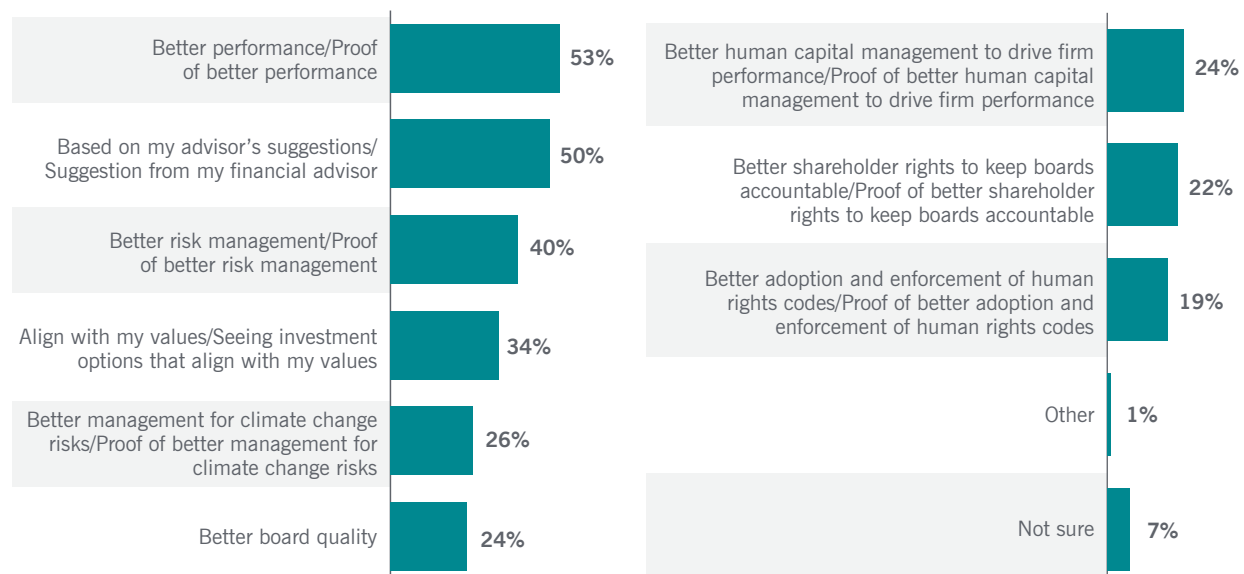 Better performance/Proof
of better performance
53%
Based on my advisor’s suggestions/
Suggestion from my financial advisor
50%
Better risk management/Proof
of better risk management
40%
Align with my values/Seeing investment
options that align with my values
34%
Better management for climate change
risks/Proof of better management for
climate change risks
26%
Better board quality
24%
Better human capital management to drive firm
performance/Proof of better human capital
management to drive firm performance
24%
Better shareholder rights to keep boards
accountable/Proof of better shareholder
rights to keep boards accountable
22%
Better adoption and enforcement of human
rights codes/Proof of better adoption and
enforcement of human rights codes
19%
Other
1%
Not sure
7%